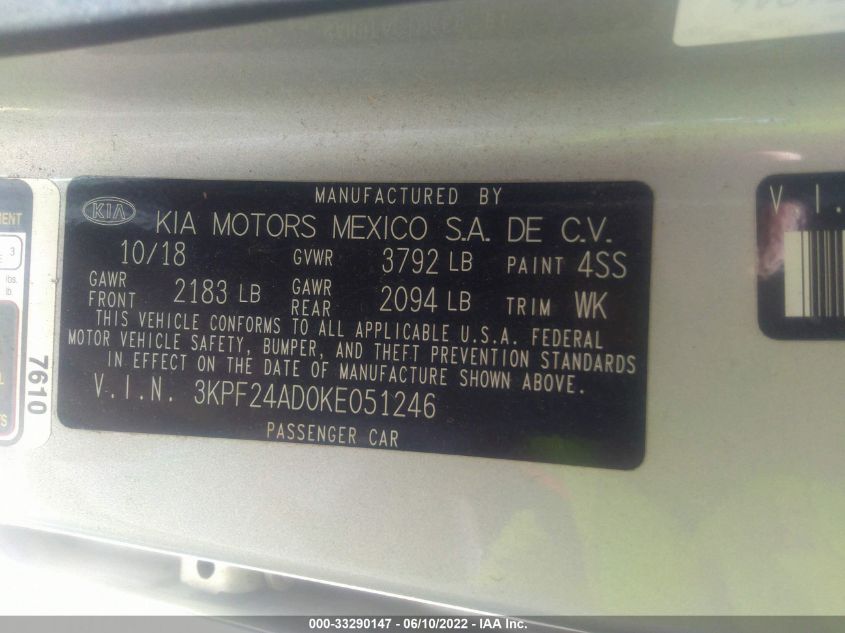 MANUFACTURED BY
KIA KIA MOTORS MEXICO S.A. DE C.V.
10/18 GVWR 3792 LB PAINT 4SS
GAWR FRONT 2183 LB GAWR REAR 2094 LB TRIM WK
THIS VEHICLE CONFORMS TO ALL APPLICABLE U.S.A. FEDERAL
MOTOR VEHICLE SAFETY, BUMPER, AND THEFT PREVENTION STANDARDS
IN EFFECT ON THE DATE OF MANUFACTURE SHOWN ABOVE.
V.I.N. 3KPF24AD0KE051246
PASSENGER CAR
7610
3
lbs.
lb.
V I
000-33290147 - 06/10/2022 - IAA Inc.